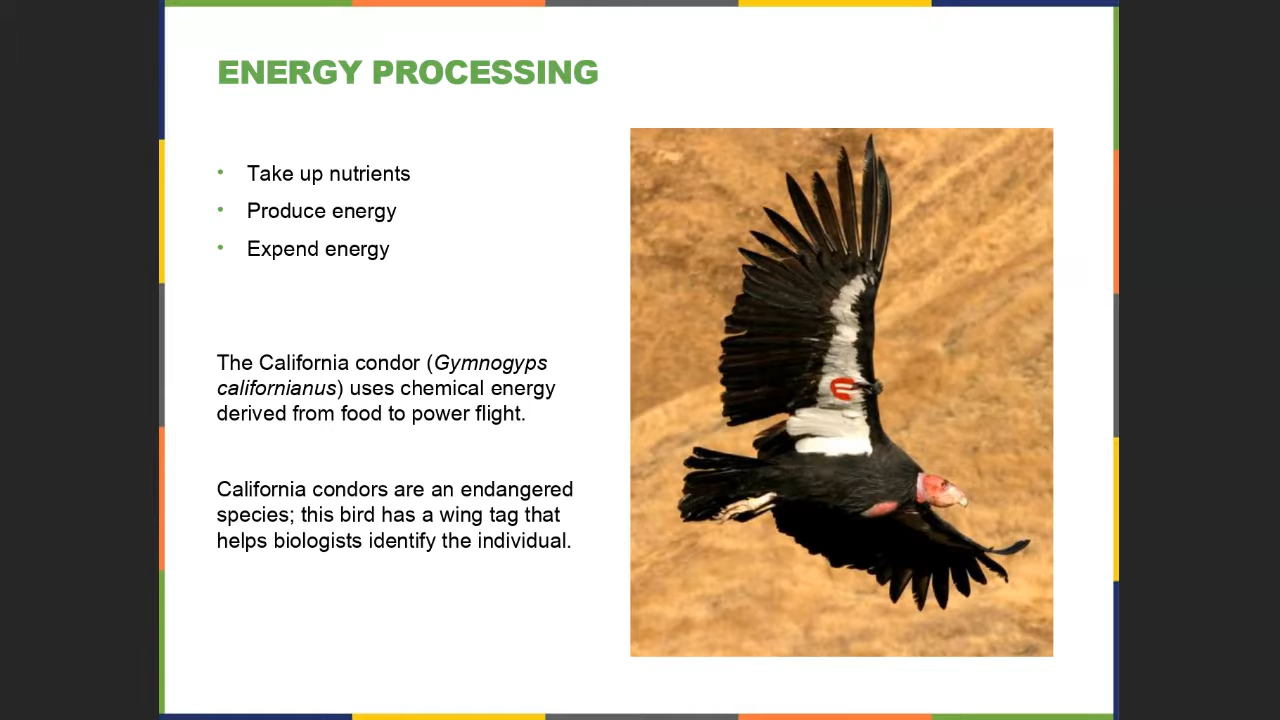 ENERGY PROCESSING
• Take up nutrients
• Produce energy
• Expend energy
The California condor (Gymnogyps
californianus) uses chemical energy
derived from food to power flight.
California condors are an endangered
species; this bird has a wing tag that
helps biologists identify the individual.